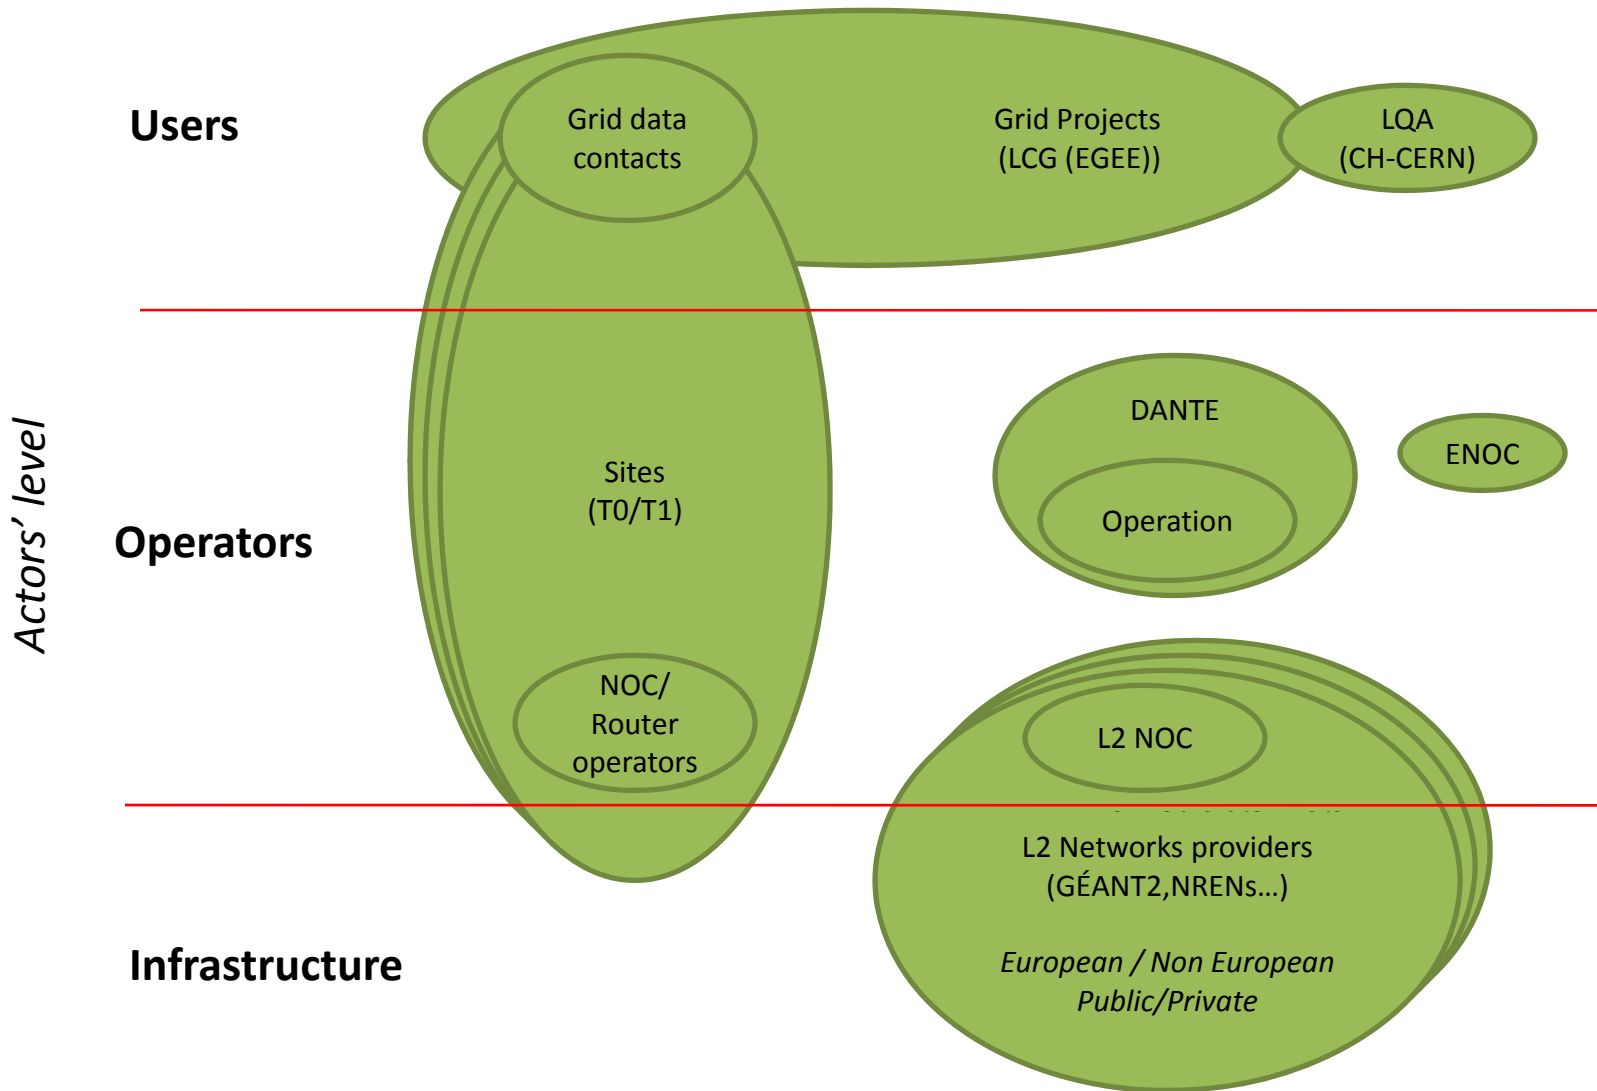 Users
Grid data
contacts
Grid Projects
(LCG (EGEE))
LQA
(CH-CERN)
Actors’ level
Operators
Sites
(T0/T1)
DANTE
Operation
ENOC
NOC/
Router
operators
L2 NOC
Infrastructure
L2 Networks providers
(GÉANT2,NRENs…)
European / Non European
Public/Private